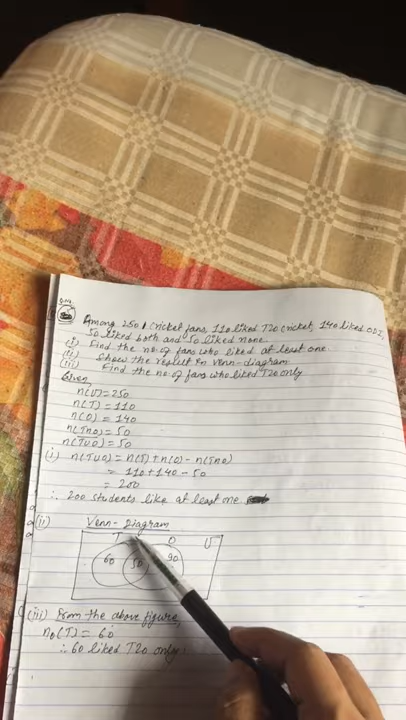 Among 250 cricket fans, 110 liked T20 cricket, 140 liked ODI,
50 liked both and 50 liked none.
(i) Find the no. of fans who liked at least one.
(ii) Show the result in Venn-diagram
(iii) Find the no. of fans who liked T20 only
Given,
n(U) = 250
n(T) = 110
n(O) = 140
n(T∩O) = 50
n(T∪O) = 50
(i) n(T∪O) = n(T) + n(O) - n(T∩O)
= 110 + 140 - 50
= 200
∴ 200 students like at least one
(ii) Venn-Diagram
T O U
60 50 90
(iii) From the above figure,
n₀(T) = 60
∴ 60 liked T20 only